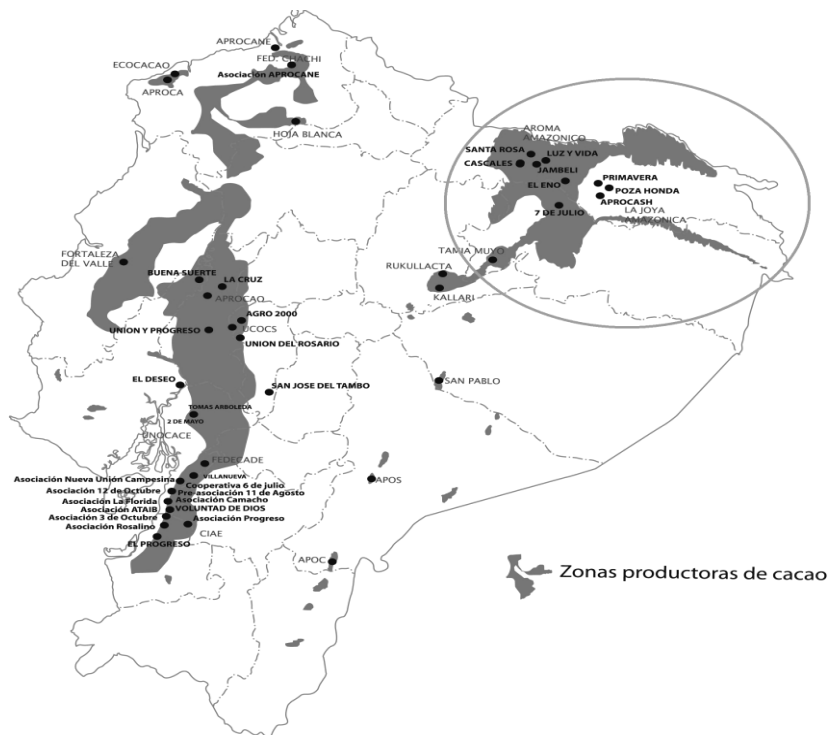 APROCANE
FED. CHACHI
ECOCACAO
Asociación APROCANE
APROCA
HOJA BLANCA
AROMA
AMAZONICO
SANTA ROSA
LUZ Y VIDA
CASCALES
JAMBELI
EL ENO
PRIMAVERA
POZA HONDA
APROCASH
7 DE JULIO
LA JOYA
AMAZONICA
TAMIA MUYO
RUKULLACTA
KALLARI
FORTALEZA
DEL VALLE
BUENA SUERTE
LA CRUZ
APROCAO
AGRO 2000
UNION Y PROGRESO
UCOCS
UNION DEL ROSARIO
EL DESEO
SAN JOSE DEL TAMBO
SAN PABLO
TOMAS ARBOLEDA
2 DE MAYO
UNOCACE
FEDECADE
VILLANUEVA
Asociación Nueva Unión Campesina
Cooperativa 6 de julio
Asociación 12 de Octubre
Pre-asociación 11 de Agosto
Asociación La Florida
Asociación Camacho
Asociación ATAIB
VOLUNTAD DE DIOS
Asociación 3 de Octubre
Asociación Progreso
Asociación Rosalino
CIAE
EL PROGRESO
APOS
APOC
Zonas productoras de cacao